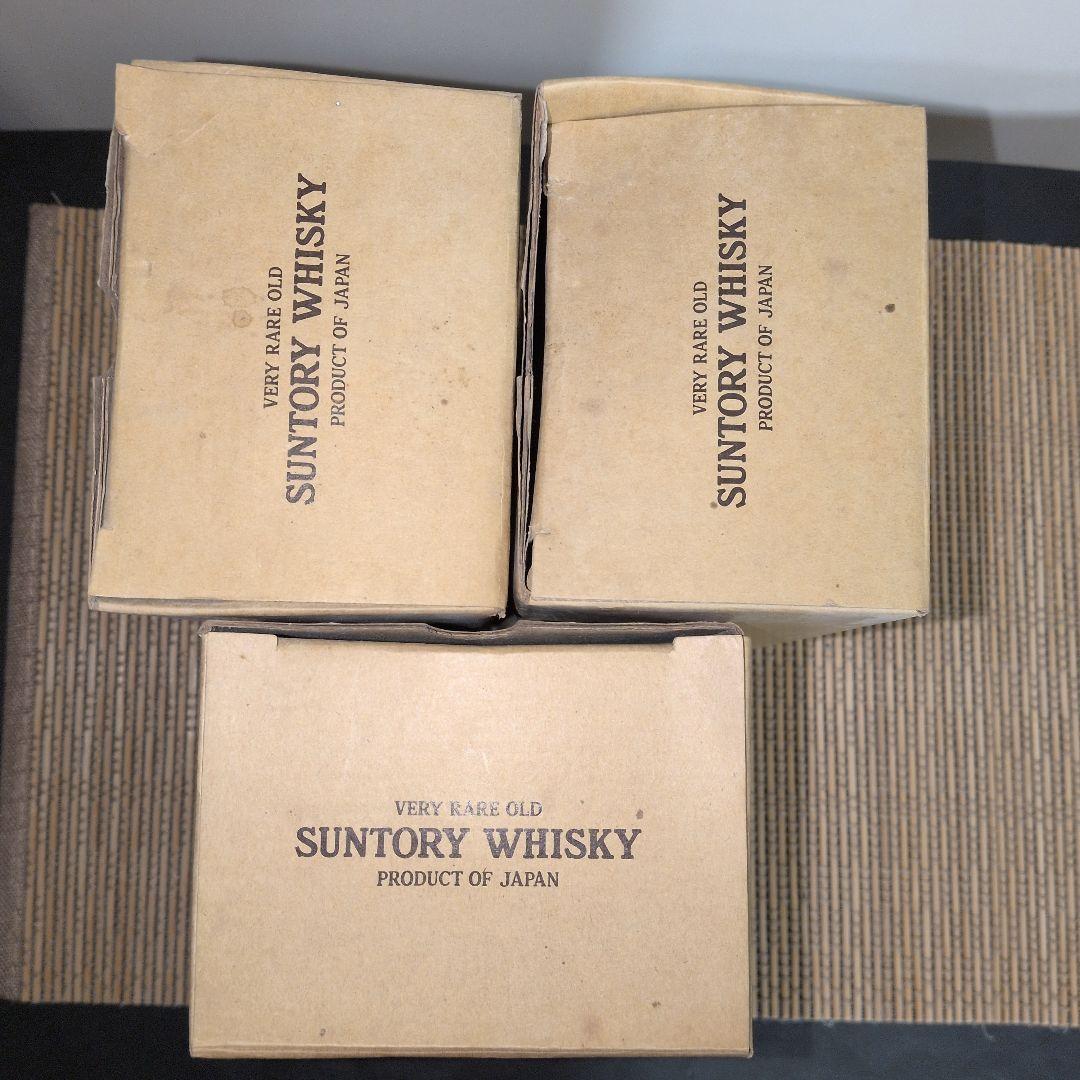 VERY RARE OLD
SUNTORY WHISKY
PRODUCT OF JAPAN
VERY RARE OLD
SUNTORY WHISKY
PRODUCT OF JAPAN
VERY RARE OLD
SUNTORY WHISKY
PRODUCT OF JAPAN